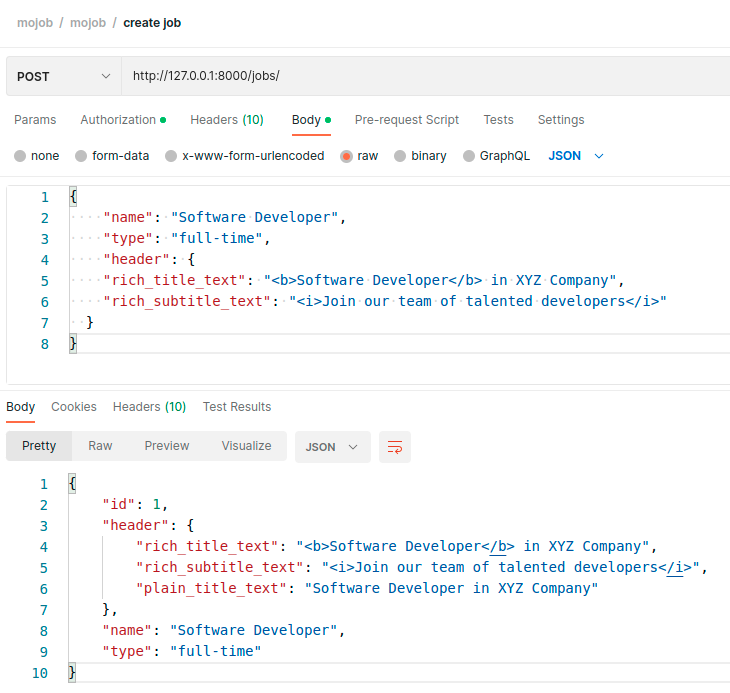 mojob / mojob / create job
POST http://127.0.0.1:8000/jobs/
Params Authorization Headers (10) Body Pre-request Script Tests Settings
none form-data x-www-form-urlencoded raw binary GraphQL JSON
1 {
2 "name": "Software Developer",
3 "type": "full-time",
4 "header": {
5 "rich_title_text": "<b>Software Developer</b> in XYZ Company",
6 "rich_subtitle_text": "<i>Join our team of talented developers</i>"
7 }
8 }
Body Cookies Headers (10) Test Results
Pretty Raw Preview Visualize JSON
1 {
2 "id": 1,
3 "header": {
4 "rich_title_text": "<b>Software Developer</b> in XYZ Company",
5 "rich_subtitle_text": "<i>Join our team of talented developers</i>",
6 "plain_title_text": "Software Developer in XYZ Company"
7 },
8 "name": "Software Developer",
9 "type": "full-time"
10 }